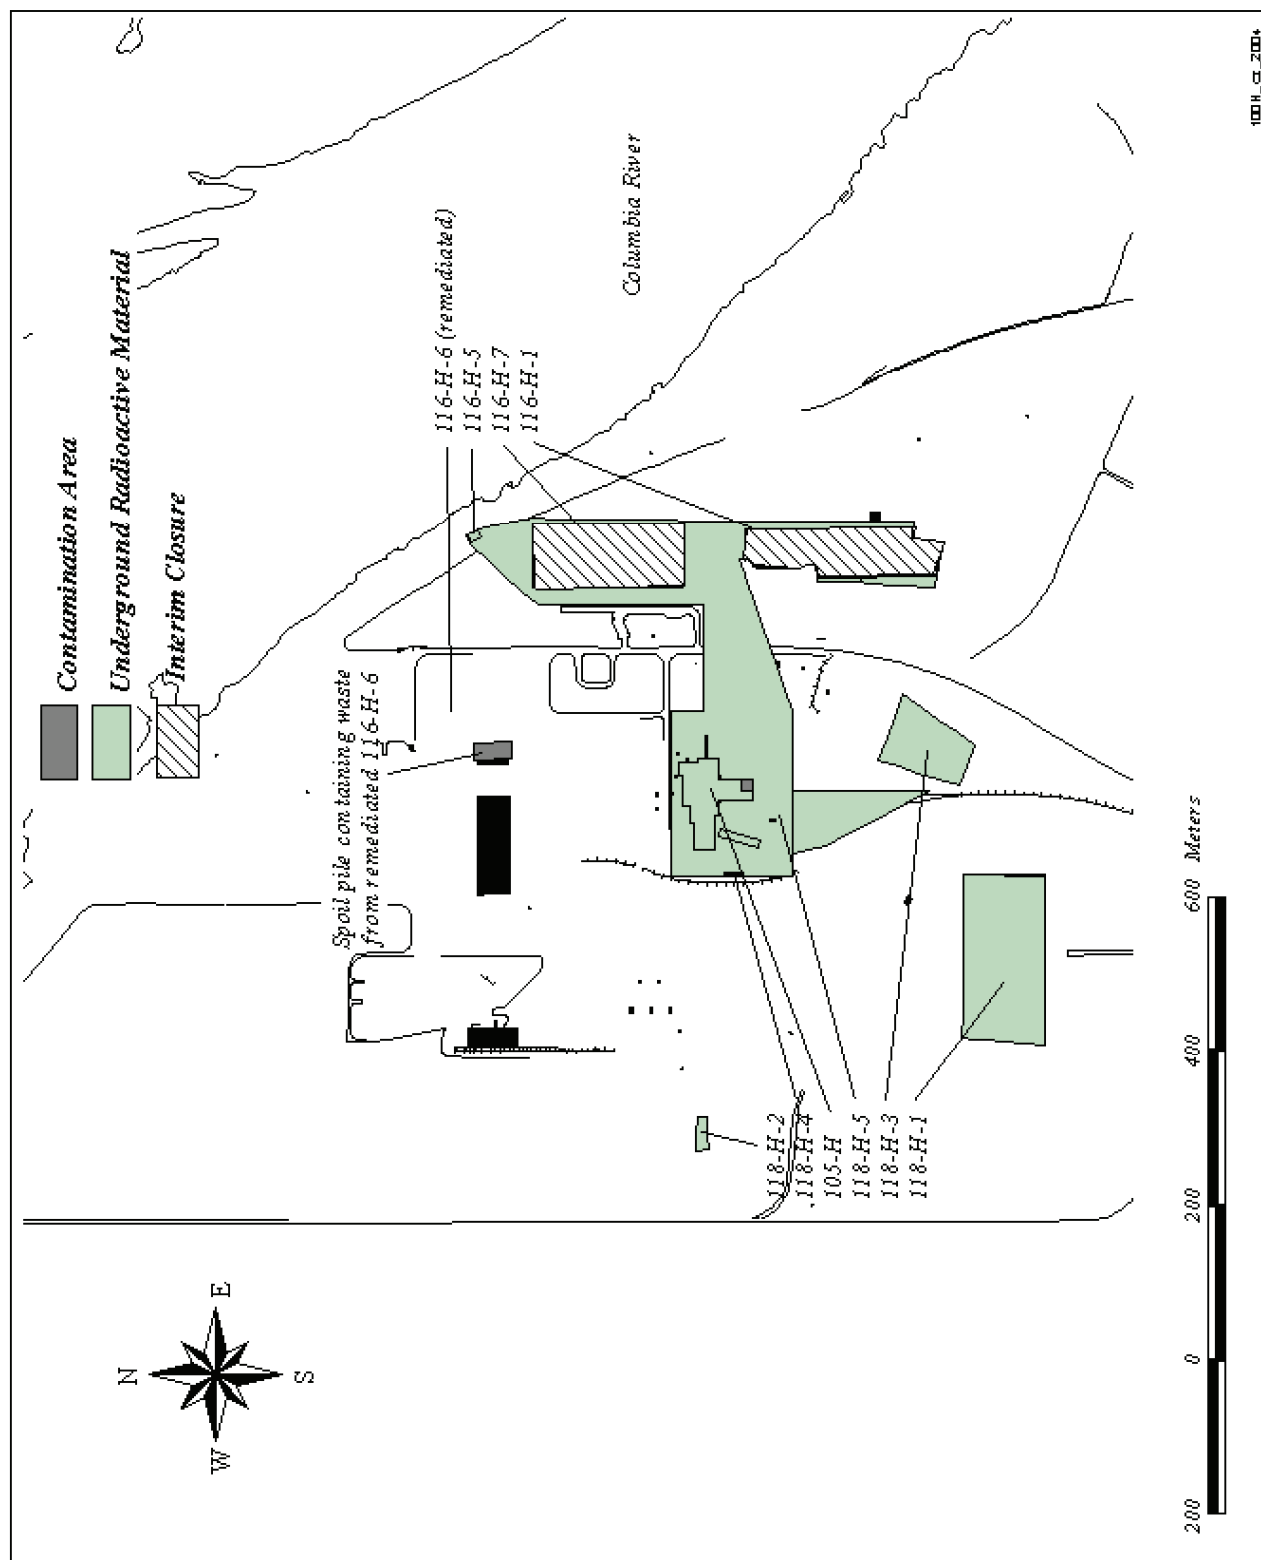 Contamination Area
Underground Radioactive Material
Interim Closure
116-H-6 (remediated)
116-H-5
116-H-7
116-H-1
Columbia River
Spoil pile containing waste
from remediated 116-H-6
118-H-2
118-H-4
105-H
118-H-5
118-H-3
118-H-1
N
E
S
W
200 0 200 400 600 Meters